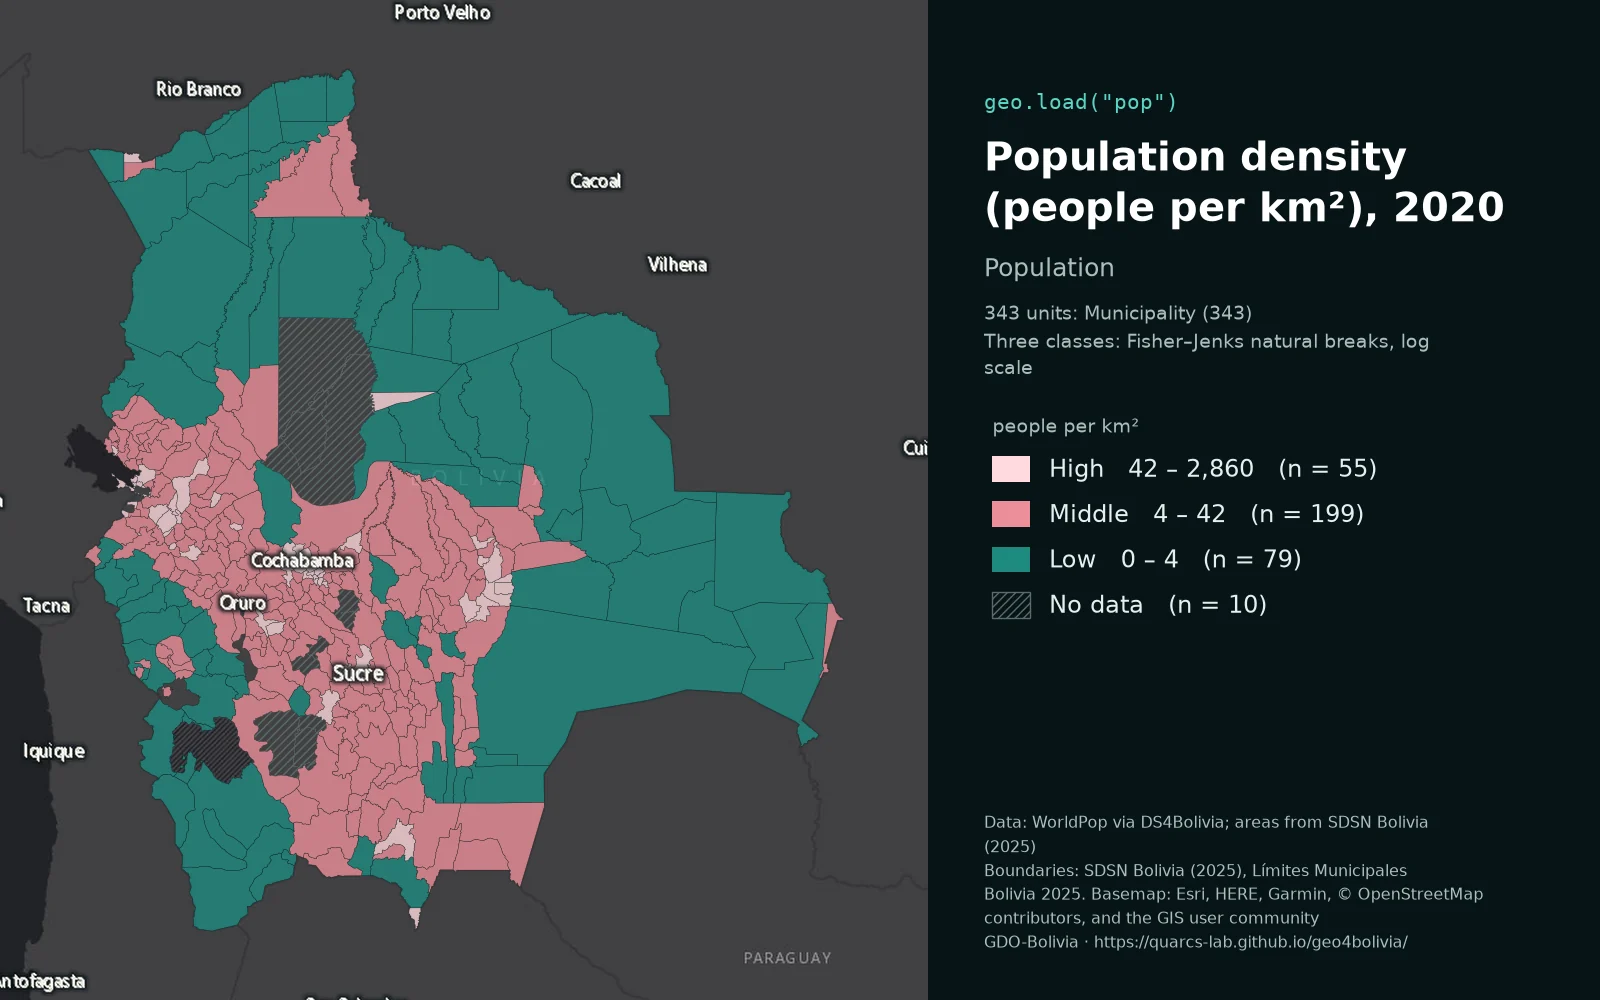 Porto Velho
Rio Branco
Cacoal
Vilhena
BOLIVIA
Cochabamba
Tacna
Oruro
Sucre
Iquique
PARAGUAY
geo.load("pop")
Population density
(people per km²), 2020
Population
343 units: Municipality (343)
Three classes: Fisher–Jenks natural breaks, log
scale
people per km²
High 42 – 2,860 (n = 55)
Middle 4 – 42 (n = 199)
Low 0 – 4 (n = 79)
No data (n = 10)
Data: WorldPop via DS4Bolivia; areas from SDSN Bolivia
(2025)
Boundaries: SDSN Bolivia (2025), Límites Municipales
Bolivia 2025. Basemap: Esri, HERE, Garmin, © OpenStreetMap
contributors, and the GIS user community
GDO-Bolivia · https://quarcs-lab.github.io/geo4bolivia/